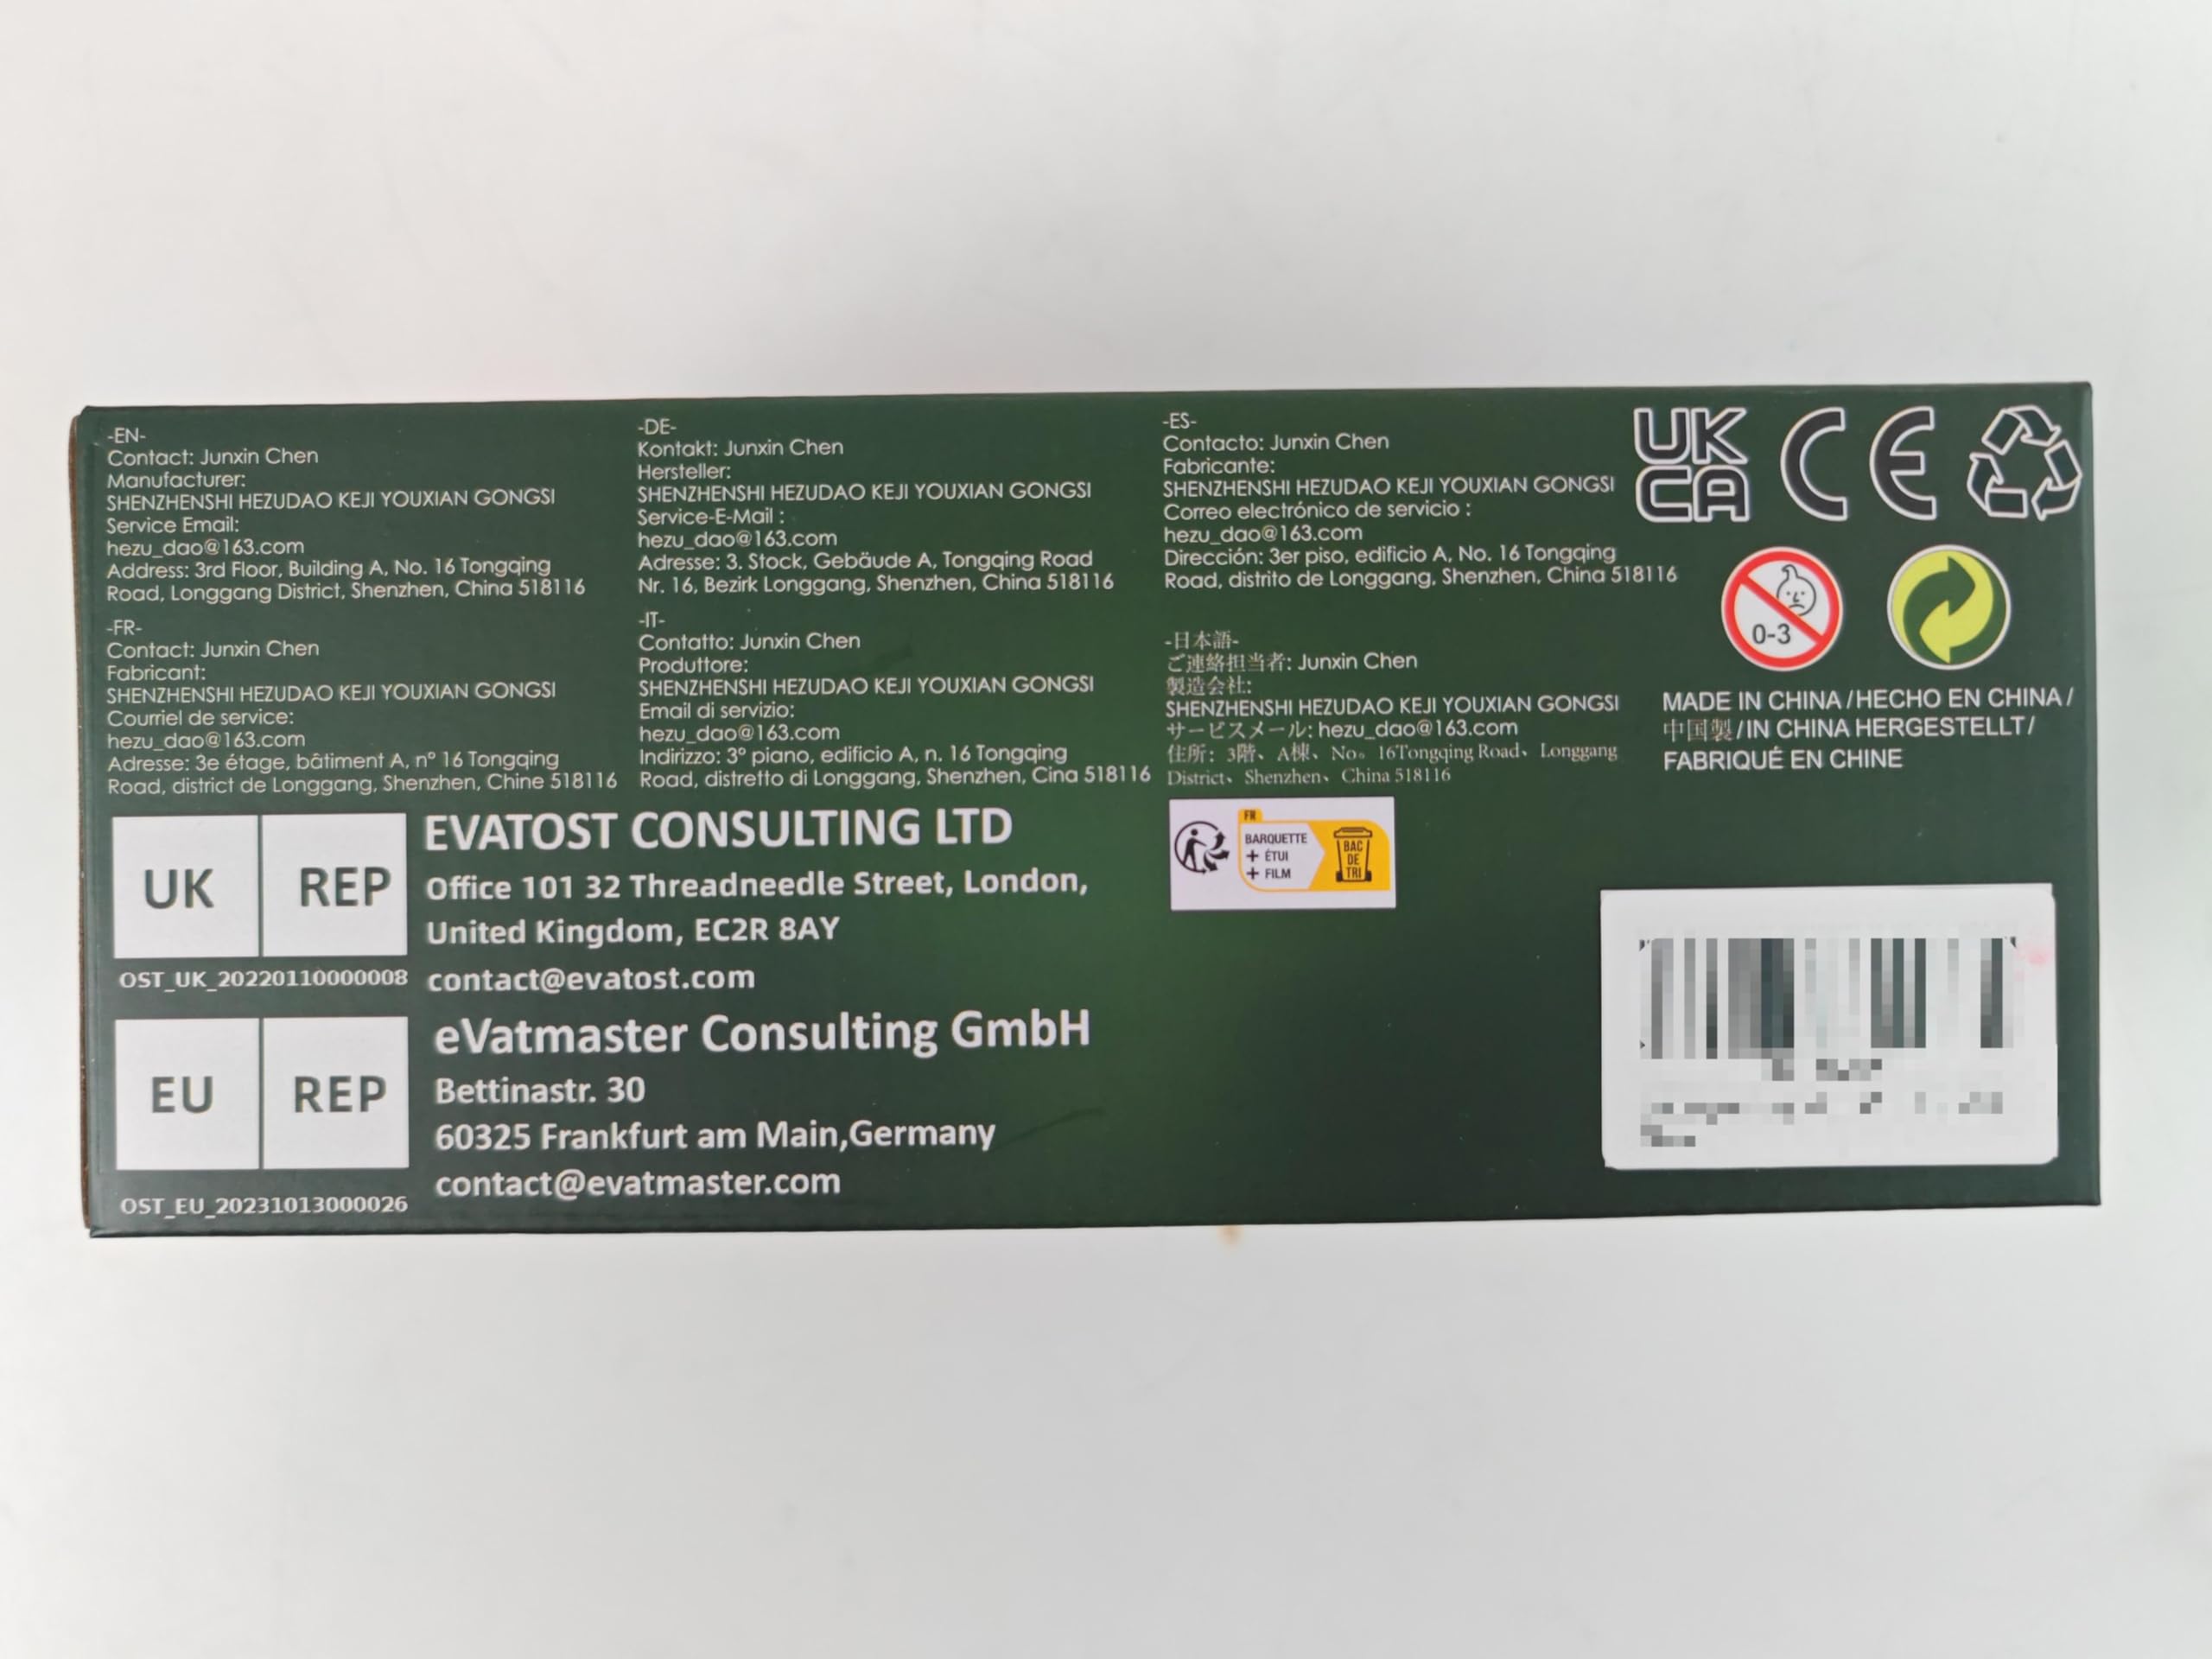 -EN-
Contact: Junxin Chen
Manufacturer:
SHENZHENSHI HEZUDAO KEJI YOUXIAN GONGSI
Service Email:
hezu_dao@163.com
Address: 3rd Floor, Building A, No. 16 Tongqing
Road, Longgang District, Shenzhen, China 518116
-DE-
Kontakt: Junxin Chen
Hersteller:
SHENZHENSHI HEZUDAO KEJI YOUXIAN GONGSI
Service-E-Mail :
hezu_dao@163.com
Adresse: 3. Stock, Gebäude A, Tongqing Road
Nr. 16, Bezirk Longgang, Shenzhen, China 518116
-ES-
Contacto: Junxin Chen
Fabricante:
SHENZHENSHI HEZUDAO KEJI YOUXIAN GONGSI
Correo electrónico de servicio :
hezu_dao@163.com
Dirección: 3er piso, edificio A, No. 16 Tongqing
Road, distrito de Longgang, Shenzhen, China 518116
-FR-
Contact: Junxin Chen
Fabricant:
SHENZHENSHI HEZUDAO KEJI YOUXIAN GONGSI
Courriel de service:
hezu_dao@163.com
Adresse: 3e étage, bâtiment A, nº 16 Tongqing
Road, district de Longgang, Shenzhen, Chine 518116
-IT-
Contatto: Junxin Chen
Produttore:
SHENZHENSHI HEZUDAO KEJI YOUXIAN GONGSI
Email di servizio:
hezu_dao@163.com
Indirizzo: 3º piano, edificio A, n. 16 Tongqing
Road, distretto di Longgang, Shenzhen, Cina 518116
-日本語-
ご連絡担当者: Junxin Chen
製造会社:
SHENZHENSHI HEZUDAO KEJI YOUXIAN GONGSI
サービスメール: hezu_dao@163.com
住所: 3階、A棟、No。16Tongqing Road、Longgang
District、Shenzhen、China 518116
UK
CA
CE
0-3
MADE IN CHINA/HECHO EN CHINA/
中国製/IN CHINA HERGESTELLT/
FABRIQUÉ EN CHINE
UK REP
OST_UK_20220110000008
EVATOST CONSULTING LTD
Office 101 32 Threadneedle Street, London,
United Kingdom, EC2R 8AY
contact@evatost.com
EU REP
OST_EU_20231013000026
eVatmaster Consulting GmbH
Bettinastr. 30
60325 Frankfurt am Main,Germany
contact@evatmaster.com
FR
BARQUETTE
+ ÉTUI
+ FILM
BAC
DE
TRI